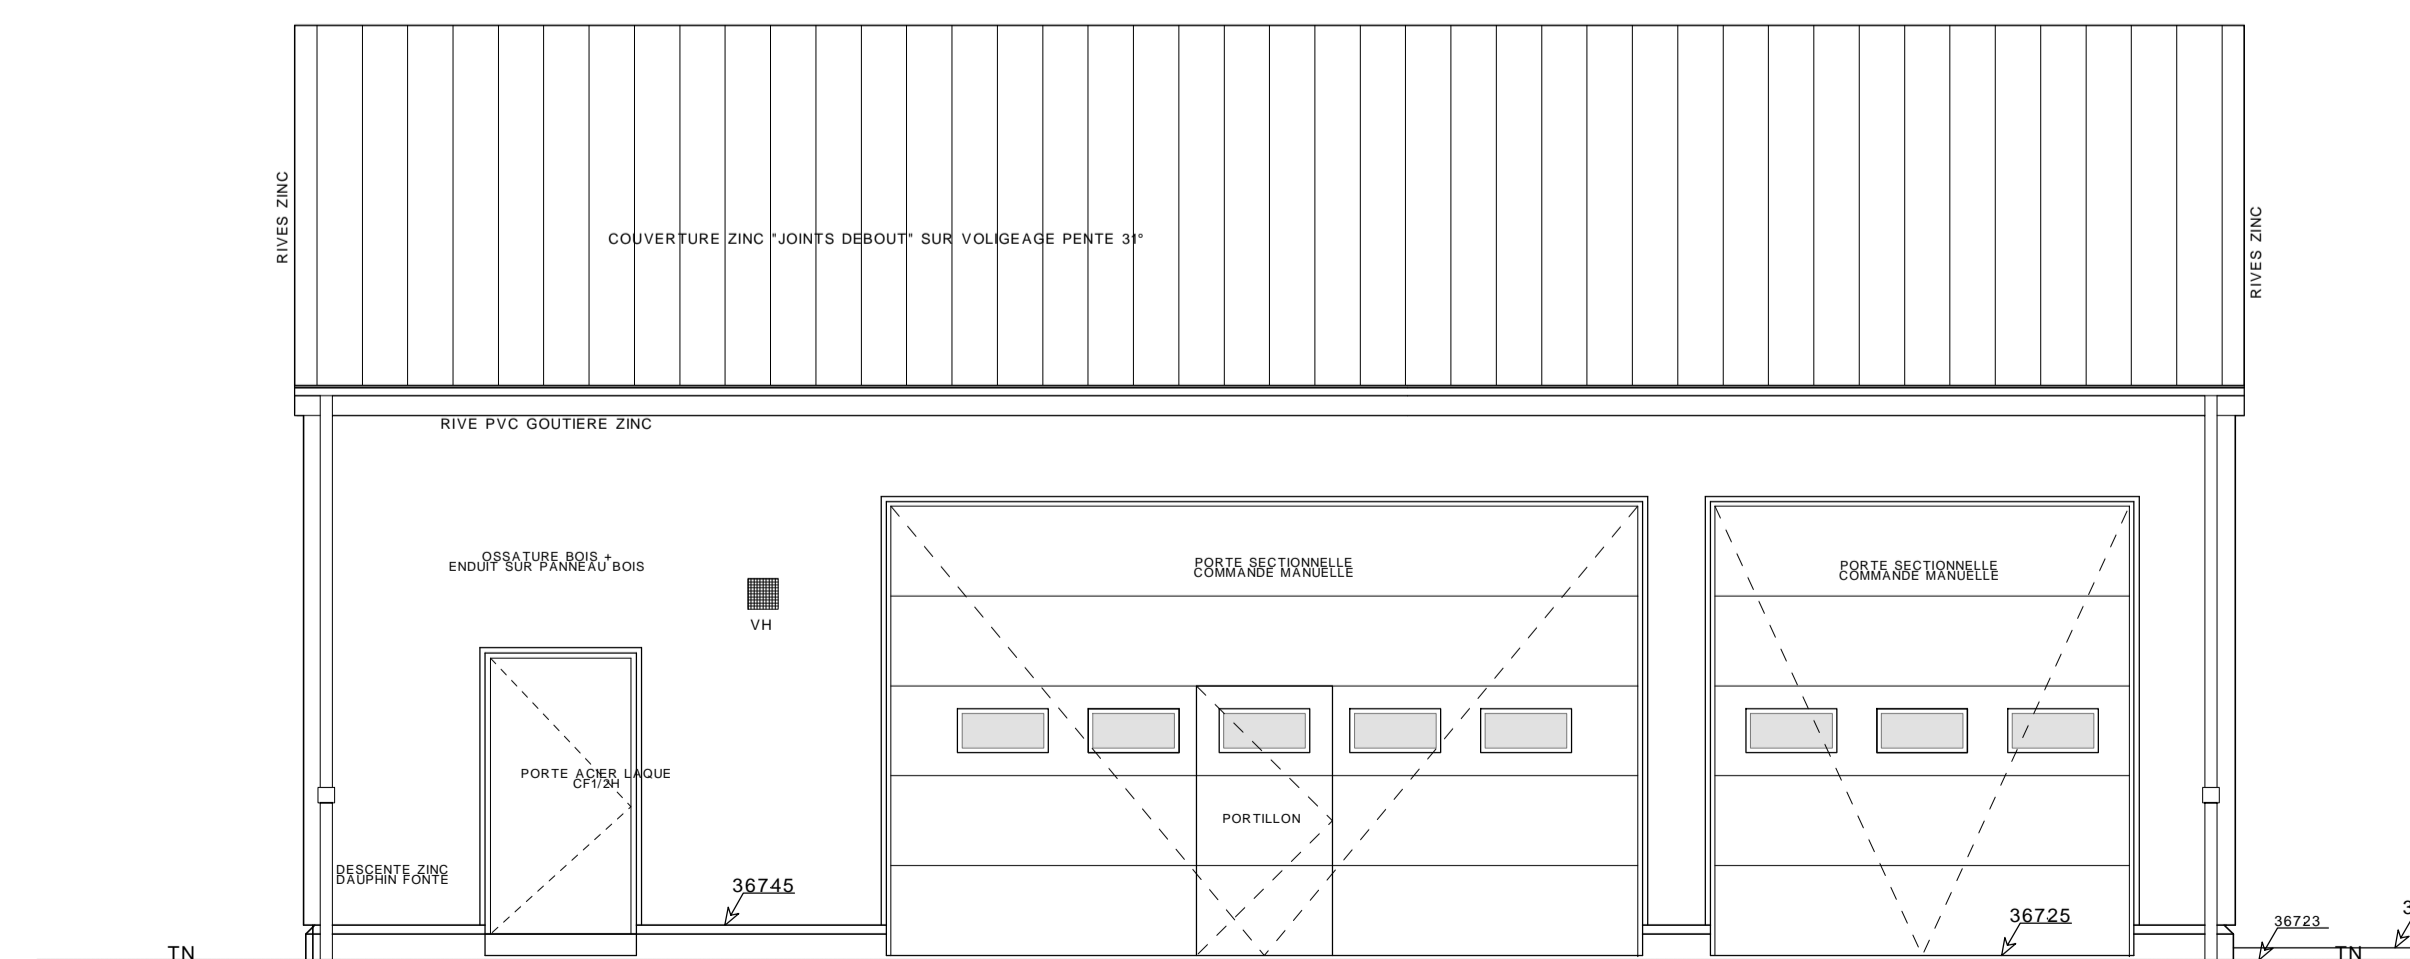 RIVES ZINC
RIVES ZINC
COUVERTURE ZINC "JOINTS DEBOUT" SUR VOLIGEAGE PENTE 31°
RIVE PVC GOUTIERE ZINC
OSSATURE BOIS +
ENDUIT SUR PANNEAU BOIS
VH
PORTE SECTIONNELLE
COMMANDE MANUELLE
PORTE SECTIONNELLE
COMMANDE MANUELLE
PORTE ACIER LAQUE
CF1/2H
PORTILLON
DESCENTE ZINC
DAUPHIN FONTE
36745
36725
36723
3
TN
TN